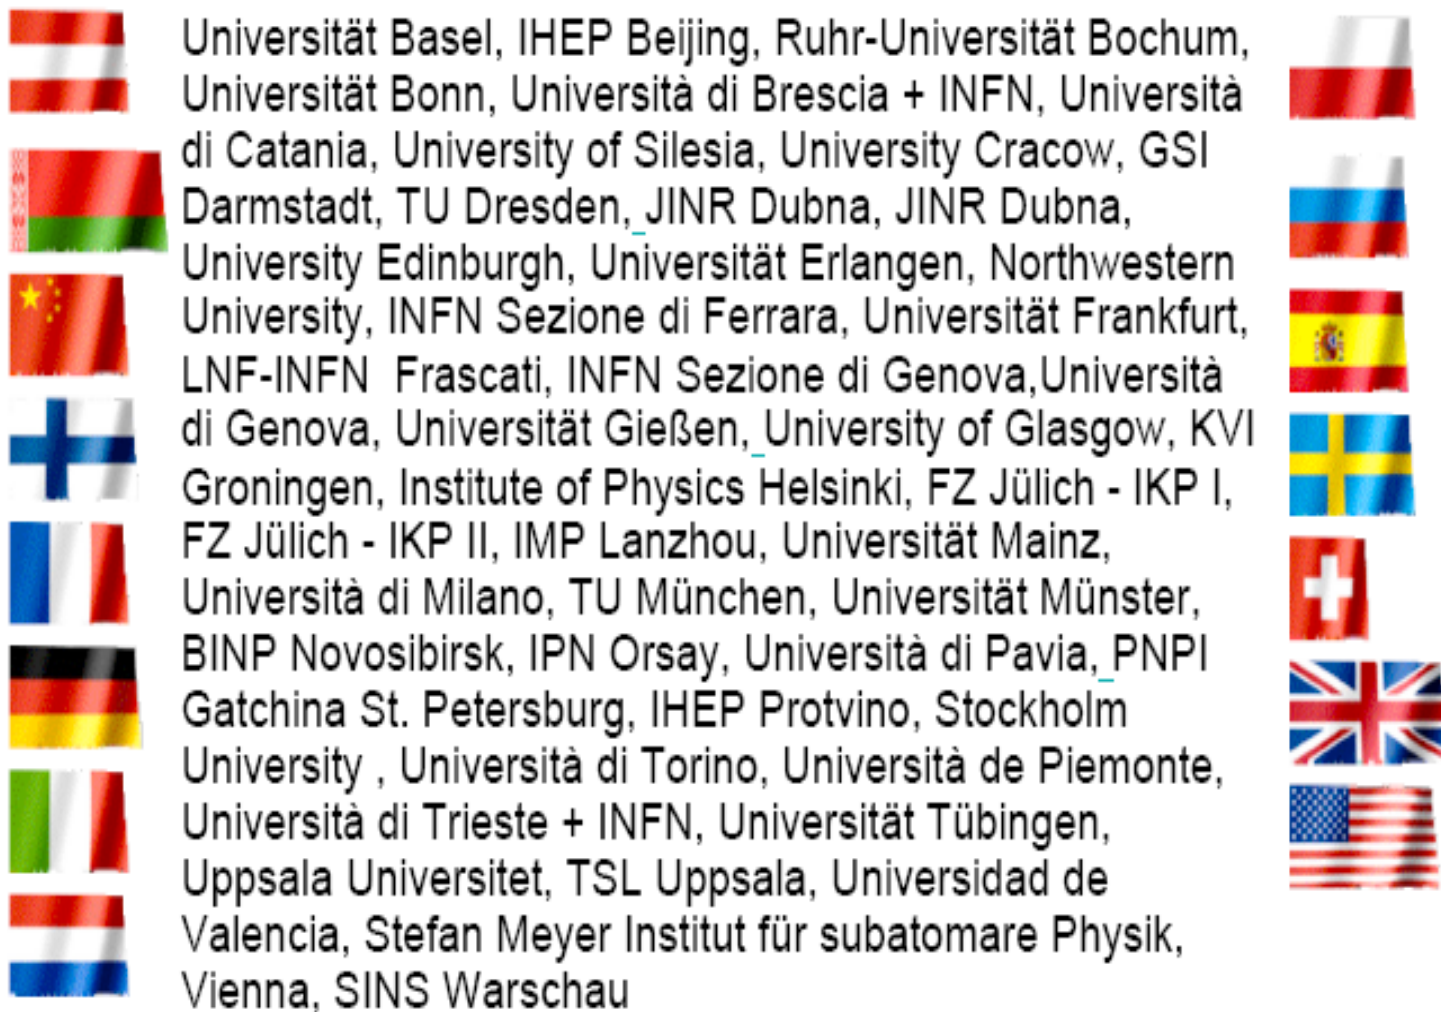 Universität Basel, IHEP Beijing, Ruhr-Universität Bochum,
Universität Bonn, Università di Brescia + INFN, Università
di Catania, University of Silesia, University Cracow, GSI
Darmstadt, TU Dresden, JINR Dubna, JINR Dubna,
University Edinburgh, Universität Erlangen, Northwestern
University, INFN Sezione di Ferrara, Universität Frankfurt,
LNF-INFN  Frascati, INFN Sezione di Genova,Università
di Genova, Universität Gießen, University of Glasgow, KVI
Groningen, Institute of Physics Helsinki, FZ Jülich - IKP I,
FZ Jülich - IKP II, IMP Lanzhou, Universität Mainz,
Università di Milano, TU München, Universität Münster,
BINP Novosibirsk, IPN Orsay, Università di Pavia, PNPI
Gatchina St. Petersburg, IHEP Protvino, Stockholm
University , Università di Torino, Università de Piemonte,
Università di Trieste + INFN, Universität Tübingen,
Uppsala Universitet, TSL Uppsala, Universidad de
Valencia, Stefan Meyer Institut für subatomare Physik,
Vienna, SINS Warschau